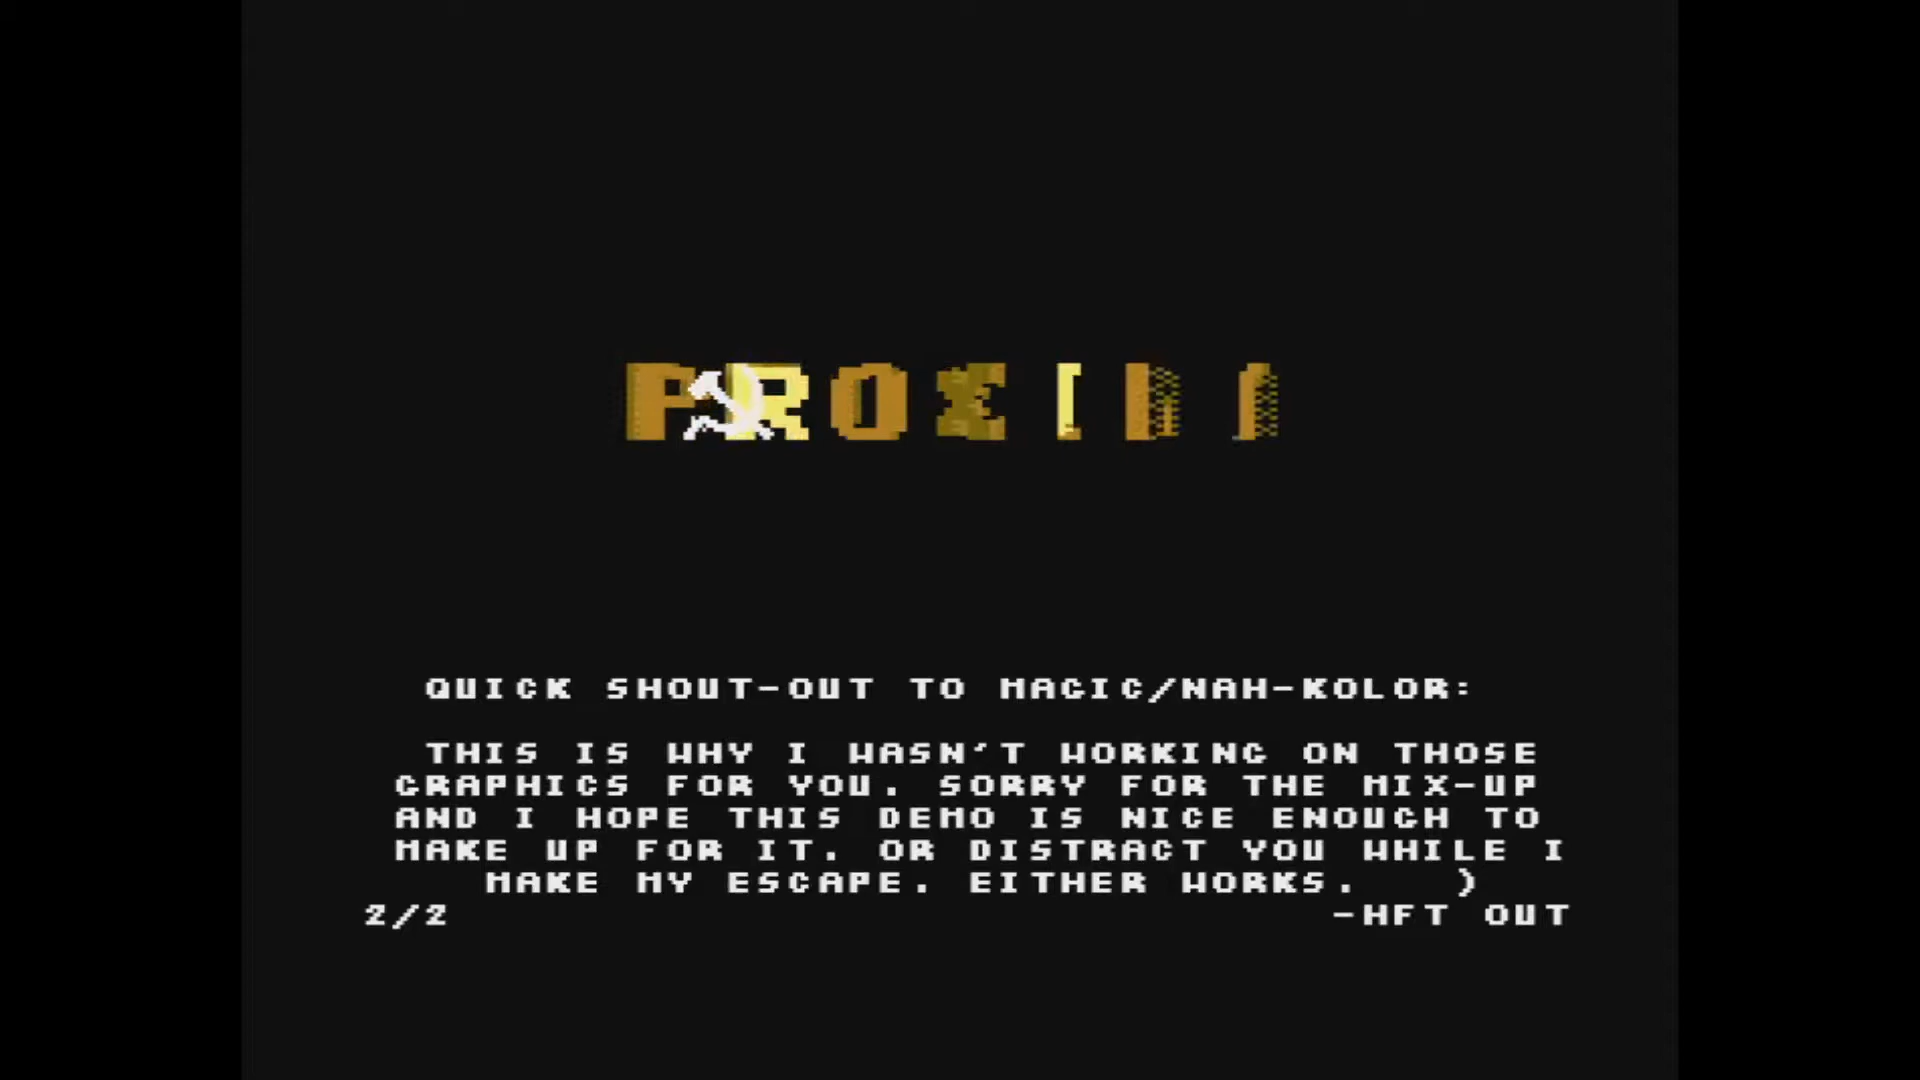 QUICK SHOUT-OUT TO MAGIC/NAH-KOLOR:
THIS IS WHY I WASN'T WORKING ON THOSE
GRAPHICS FOR YOU. SORRY FOR THE MIX-UP
AND I HOPE THIS DEMO IS NICE ENOUGH TO
MAKE UP FOR IT. OR DISTRACT YOU WHILE I
MAKE MY ESCAPE. EITHER WORKS. )
2/2 -HFT OUT